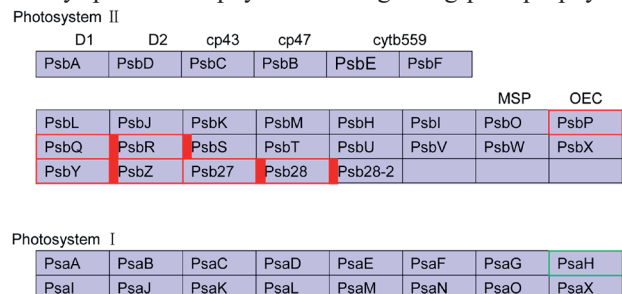 Photosystem Ⅱ
D1 D2 cp43 cp47 cytb559
PsbA PsbD PsbC PsbB PsbE PsbF
MSP OEC
PsbL PsbJ PsbK PsbM PsbH PsbI PsbO PsbP
PsbQ PsbR PsbS PsbT PsbU PsbV PsbW PsbX
PsbY PsbZ Psb27 Psb28 Psb28-2
Photosystem Ⅰ
PsaA PsaB PsaC PsaD PsaE PsaF PsaG PsaH
PsaI PsaJ PsaK PsaL PsaM PsaN PsaO PsaX